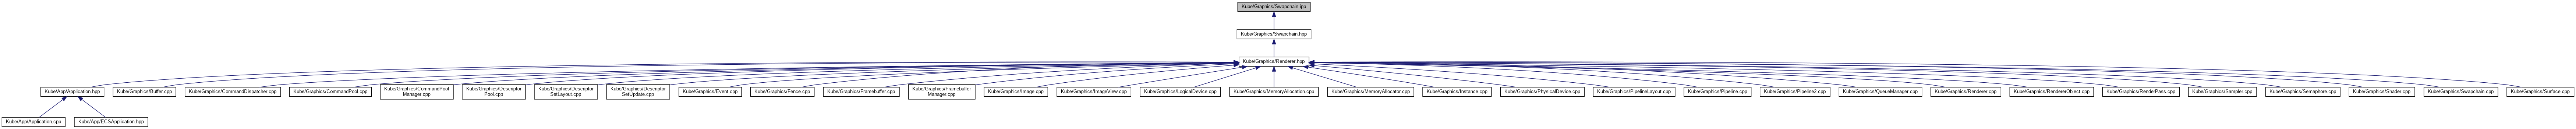 Kube/Graphics/Swapchain.ipp
Kube/Graphics/Swapchain.hpp
Kube/Graphics/Renderer.hpp
Kube/App/Application.hpp
Kube/Graphics/Buffer.cpp
Kube/Graphics/CommandDispatcher.cpp
Kube/Graphics/CommandPool.cpp
Kube/Graphics/CommandPool
Manager.cpp
Kube/Graphics/Descriptor
Pool.cpp
Kube/Graphics/Descriptor
SetLayout.cpp
Kube/Graphics/Descriptor
SetUpdate.cpp
Kube/Graphics/Event.cpp
Kube/Graphics/Fence.cpp
Kube/Graphics/Framebuffer.cpp
Kube/Graphics/Framebuffer
Manager.cpp
Kube/Graphics/Image.cpp
Kube/Graphics/ImageView.cpp
Kube/Graphics/LogicalDevice.cpp
Kube/Graphics/MemoryAllocation.cpp
Kube/Graphics/MemoryAllocator.cpp
Kube/Graphics/Instance.cpp
Kube/Graphics/PhysicalDevice.cpp
Kube/Graphics/PipelineLayout.cpp
Kube/Graphics/Pipeline.cpp
Kube/Graphics/Pipeline2.cpp
Kube/Graphics/QueueManager.cpp
Kube/Graphics/Renderer.cpp
Kube/Graphics/RendererObject.cpp
Kube/Graphics/RenderPass.cpp
Kube/Graphics/Sampler.cpp
Kube/Graphics/Semaphore.cpp
Kube/Graphics/Shader.cpp
Kube/Graphics/Swapchain.cpp
Kube/Graphics/Surface.cpp
Kube/App/Application.cpp
Kube/App/ECSApplication.hpp